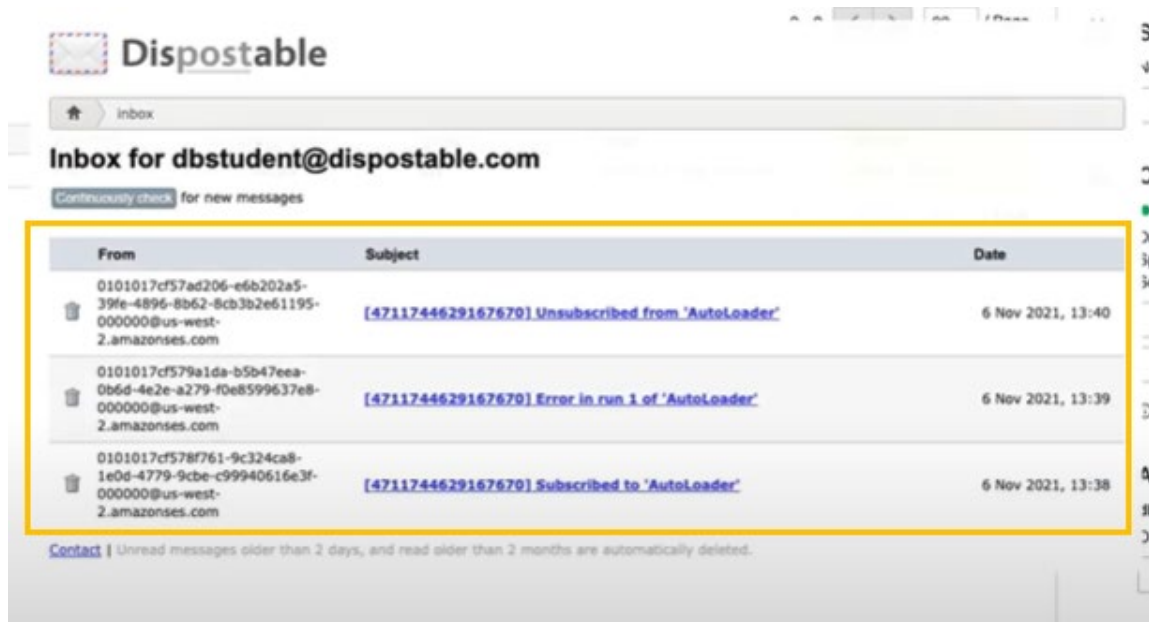 Dispostable
inbox
Inbox for dbstudent@dispostable.com
Continuously check for new messages
From Subject Date
0101017cf57ad206-e6b202a5-
39fe-4896-8b62-8cb3b2e61195-
000000@us-west-
2.amazonses.com
[4711744629167670] Unsubscribed from 'AutoLoader'
6 Nov 2021, 13:40
0101017cf579a1da-b5b47eea-
0b6d-4e2e-a279-f0e8599637e8-
000000@us-west-
2.amazonses.com
[4711744629167670] Error in run 1 of 'AutoLoader'
6 Nov 2021, 13:39
0101017cf578f761-9c324ca8-
1e0d-4779-9cbe-c99940616e3f-
000000@us-west-
2.amazonses.com
[4711744629167670] Subscribed to 'AutoLoader'
6 Nov 2021, 13:38
Contact | Unread messages older than 2 days, and read older than 2 months are automatically deleted.